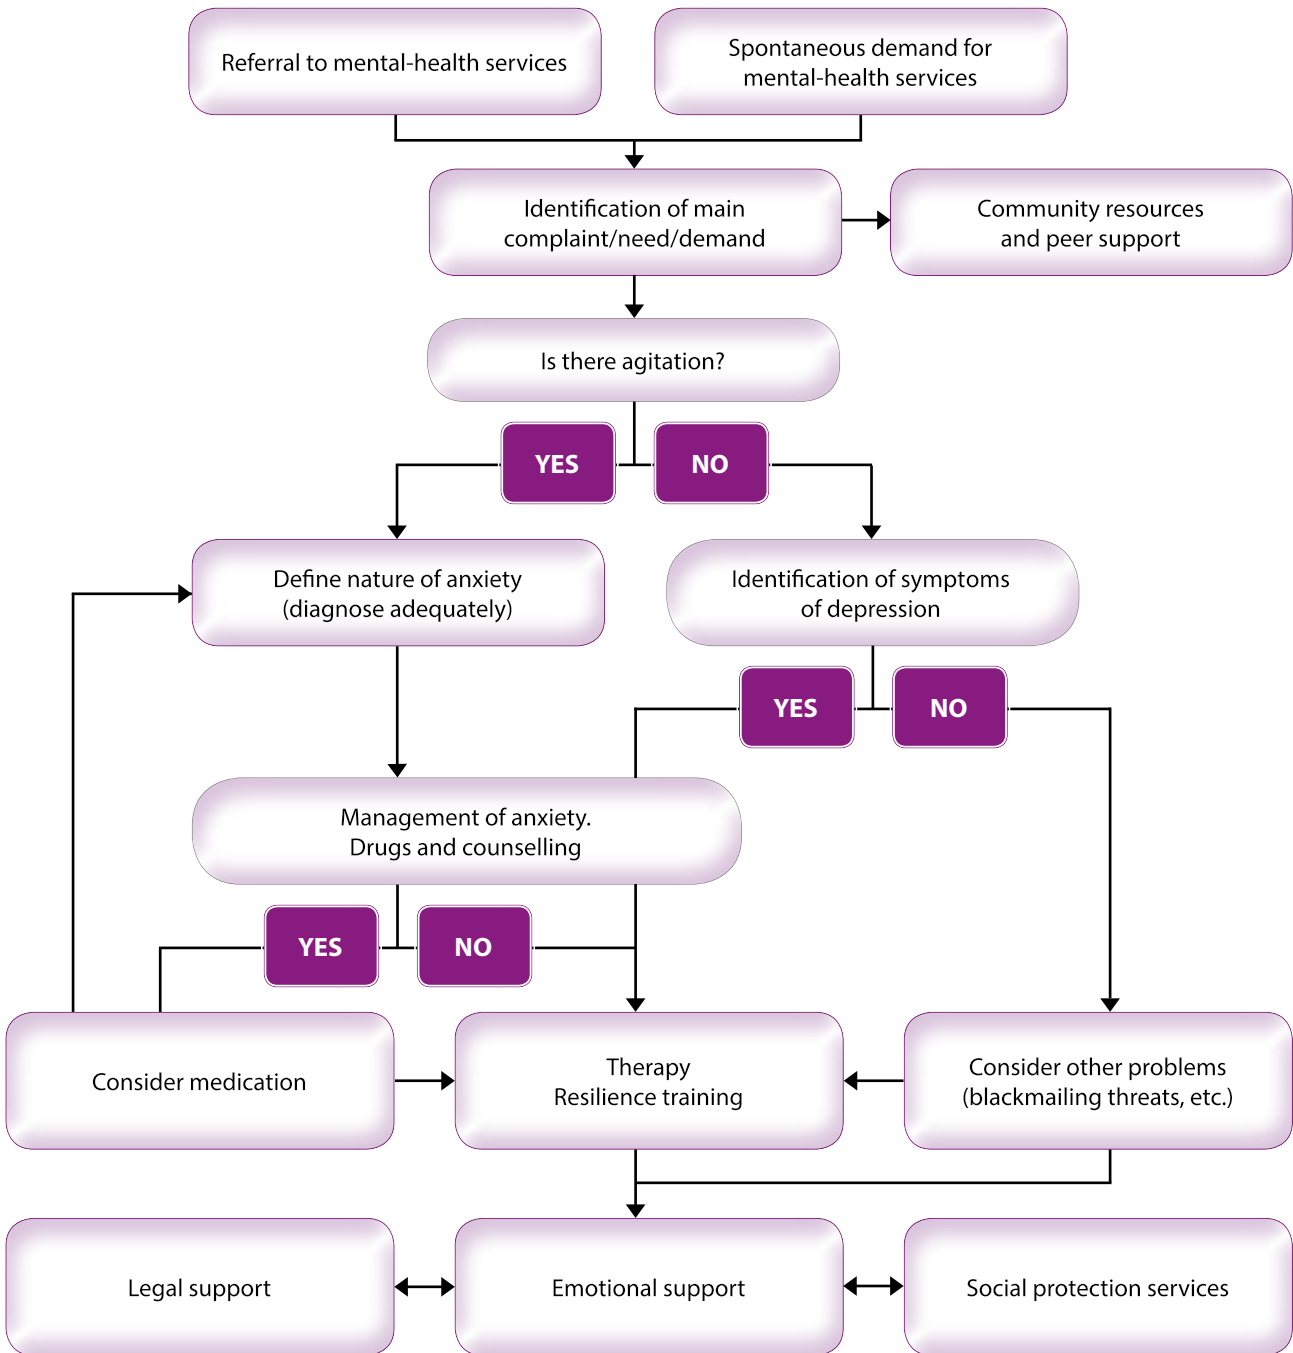 Referral to mental-health services
Spontaneous demand for
mental-health services
Identification of main
complaint/need/demand
Community resources
and peer support
Is there agitation?
YES
NO
Define nature of anxiety
(diagnose adequately)
Identification of symptoms
of depression
YES
NO
Management of anxiety.
Drugs and counselling
YES
NO
Consider medication
Therapy
Resilience training
Consider other problems
(blackmailing threats, etc.)
Legal support
Emotional support
Social protection services